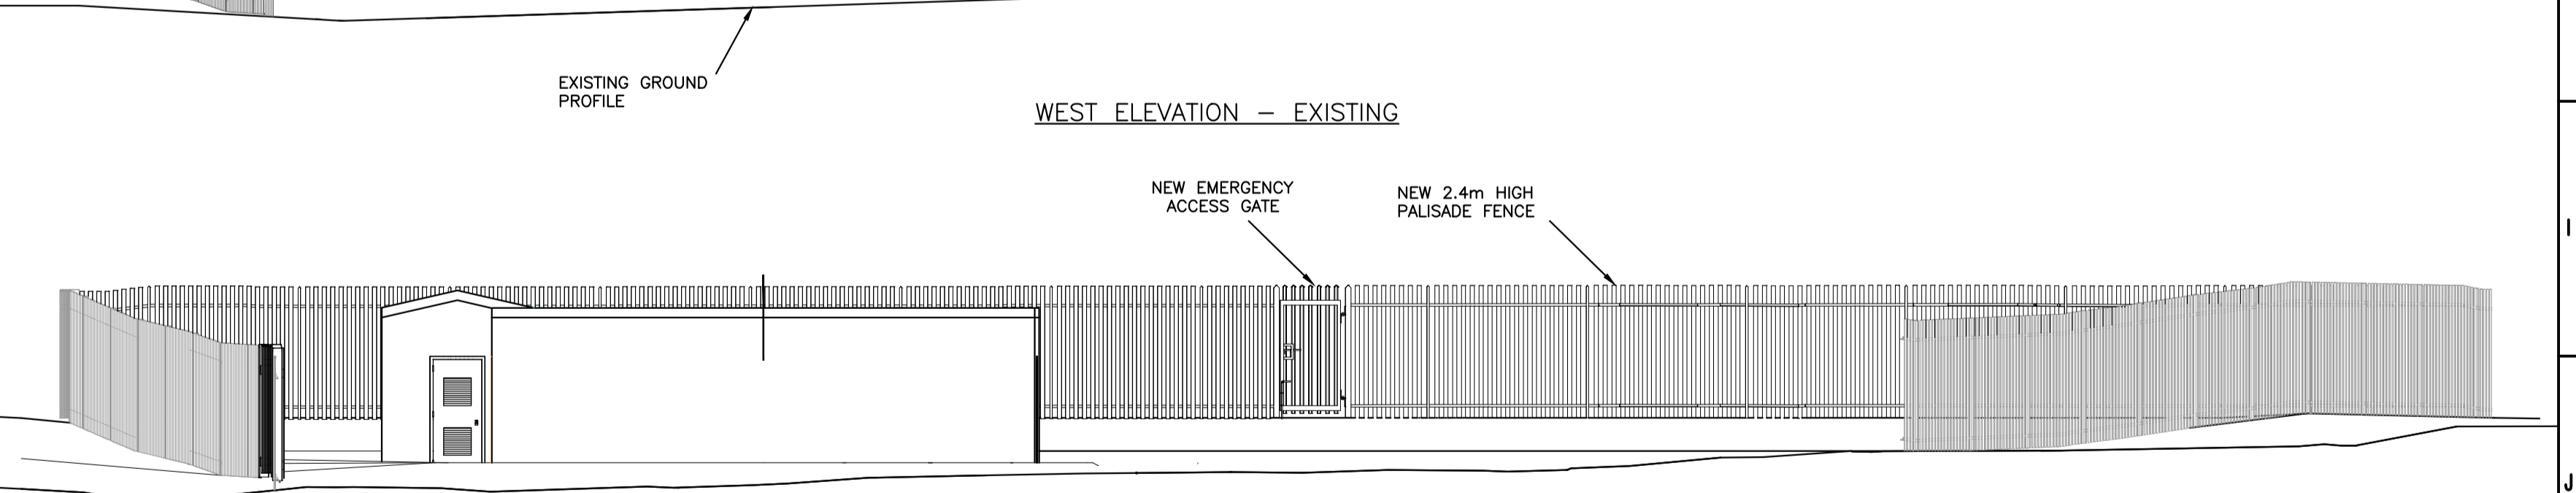 EXISTING GROUND
PROFILE
WEST ELEVATION – EXISTING
NEW EMERGENCY
ACCESS GATE
NEW 2.4m HIGH
PALISADE FENCE
I
J